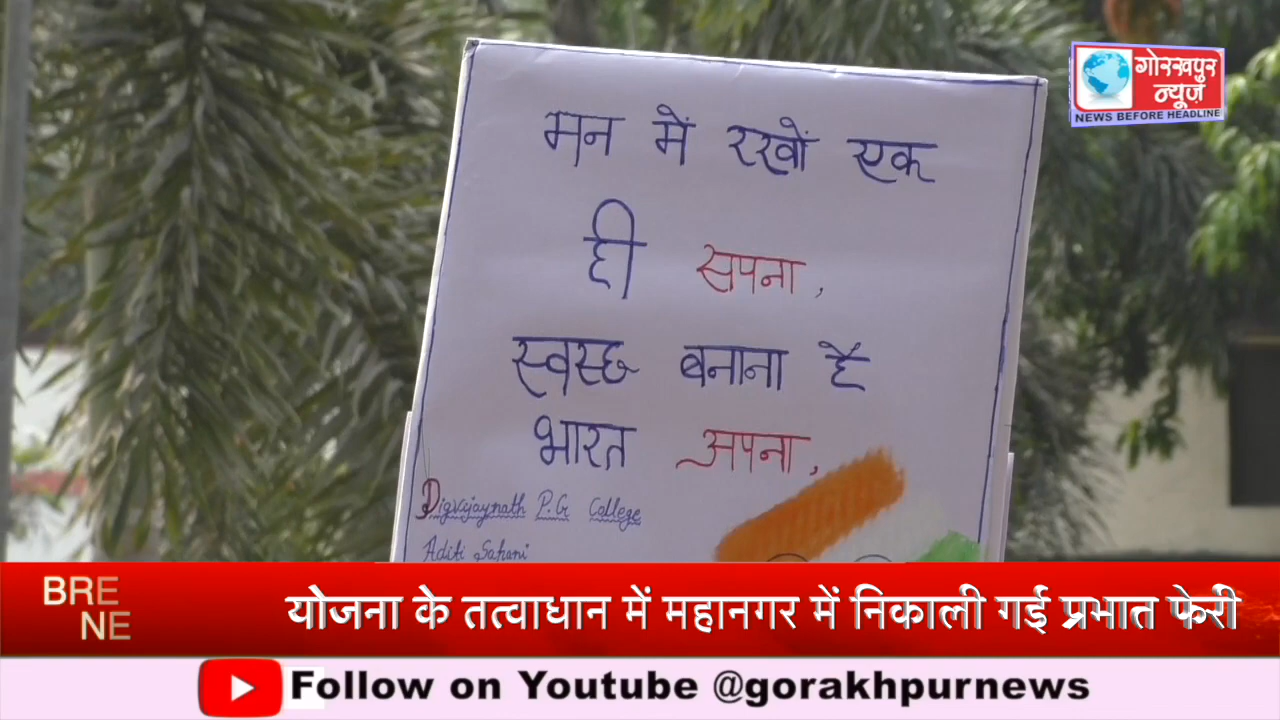 गोरखपुर
न्यूज़
NEWS BEFORE HEADLINE
मन में रखों एक
ही सपना,
स्वस्छ बनाना है
भारत अपना,
Digvijaynath P.G College
Aditi Sahani
BRE
NE
योजना के तत्वाधान में महानगर में निकाली गई प्रभात फेरी
Follow on Youtube @gorakhpurnews